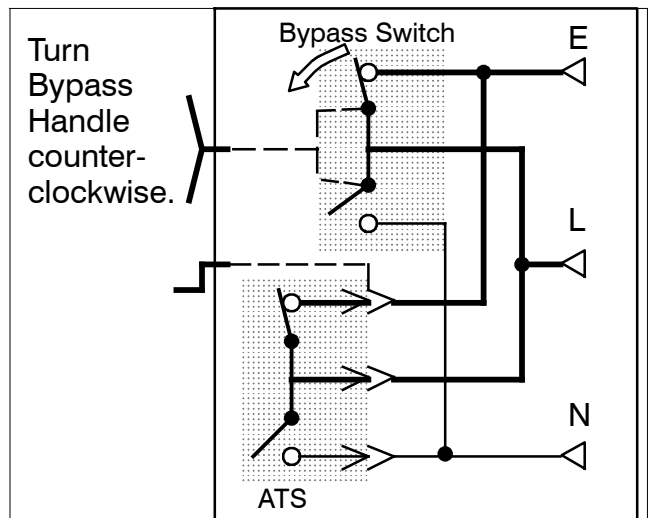 Turn
Bypass
Handle
counter-
clockwise.
Bypass Switch
E
L
N
ATS